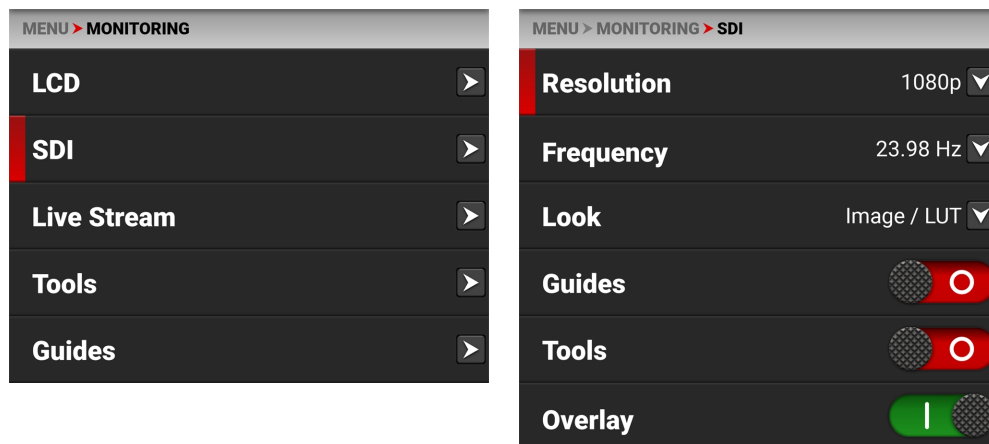 MENU > MONITORING
LCD
SDI
Live Stream
Tools
Guides
MENU > MONITORING > SDI
Resolution 1080p
Frequency 23.98 Hz
Look Image / LUT
Guides
Tools
Overlay